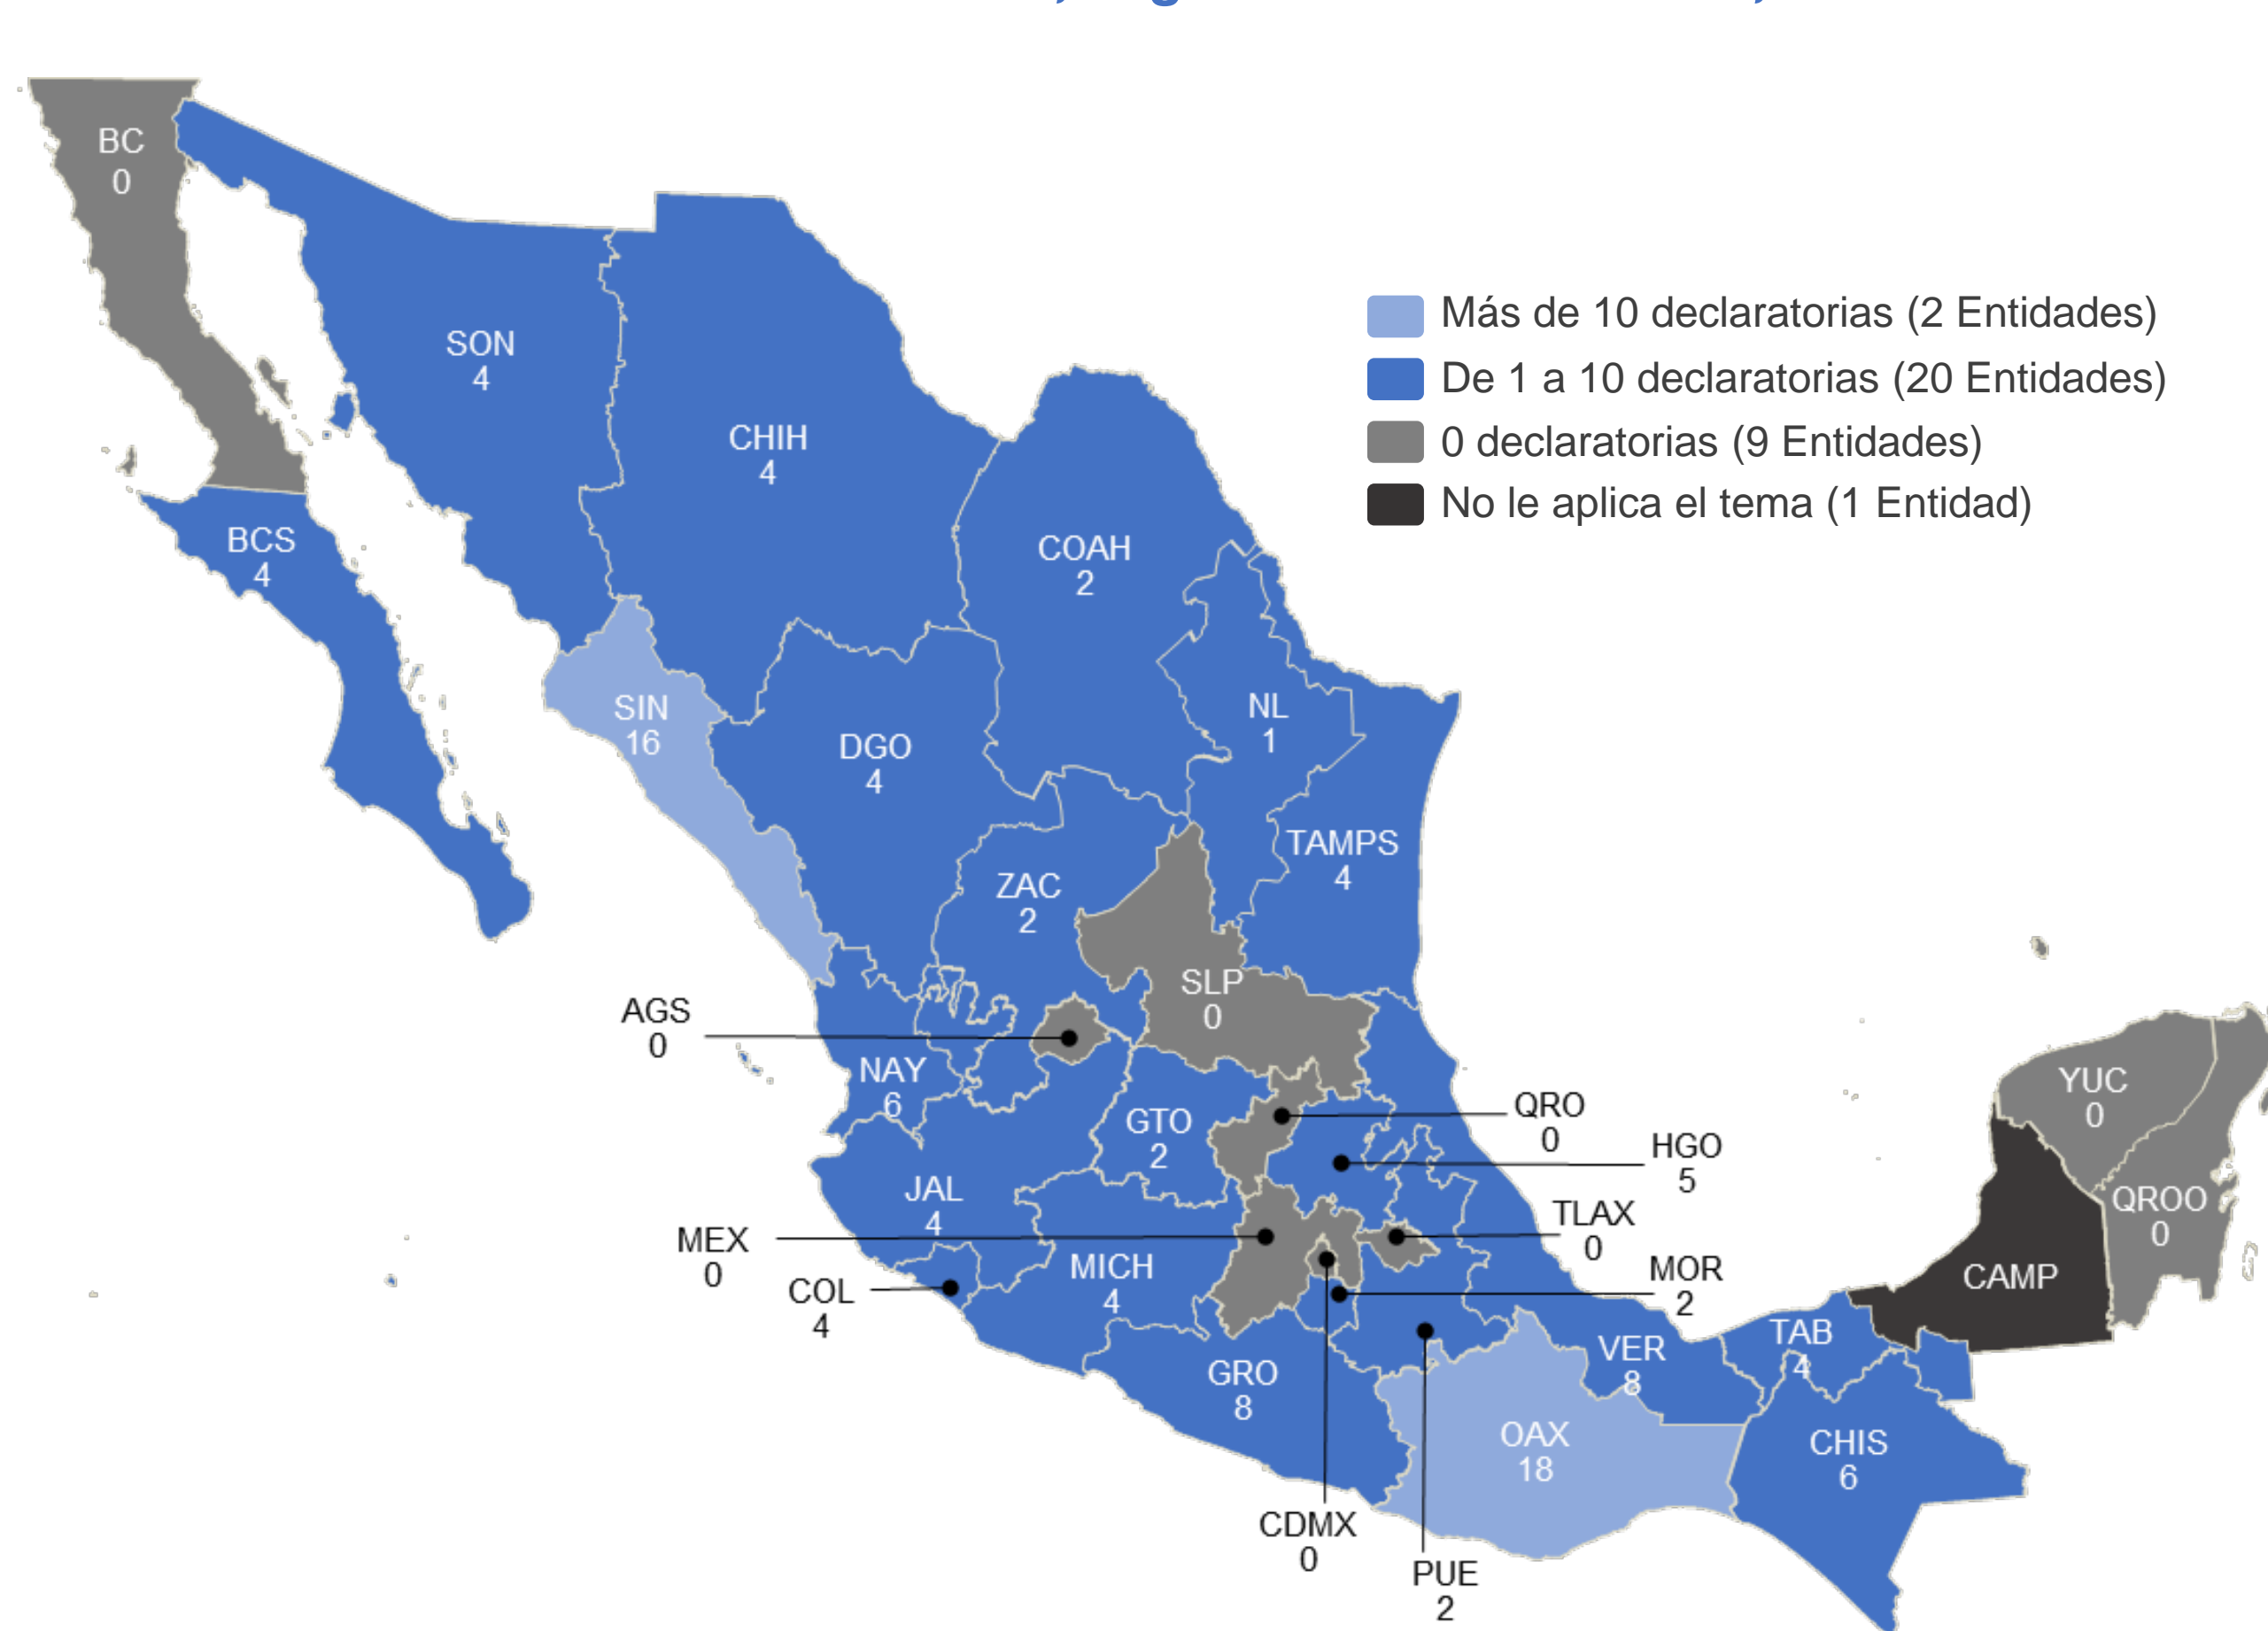 BC
0
SON
4
CHIH
4
Más de 10 declaratorias (2 Entidades)
De 1 a 10 declaratorias (20 Entidades)
0 declaratorias (9 Entidades)
No le aplica el tema (1 Entidad)
BCS
4
COAH
2
SIN
16
DGO
4
NL
1
TAMPS
4
ZAC
2
SLP
0
AGS
0
NAY
6
GTO
2
QRO
0
HGO
5
YUC
0
JAL
4
QROO
0
TLAX
0
MEX
0
COL
4
MICH
4
MOR
2
CAMP
TAB
4
VER
8
GRO
8
OAX
18
CHIS
6
CDMX
0
PUE
2